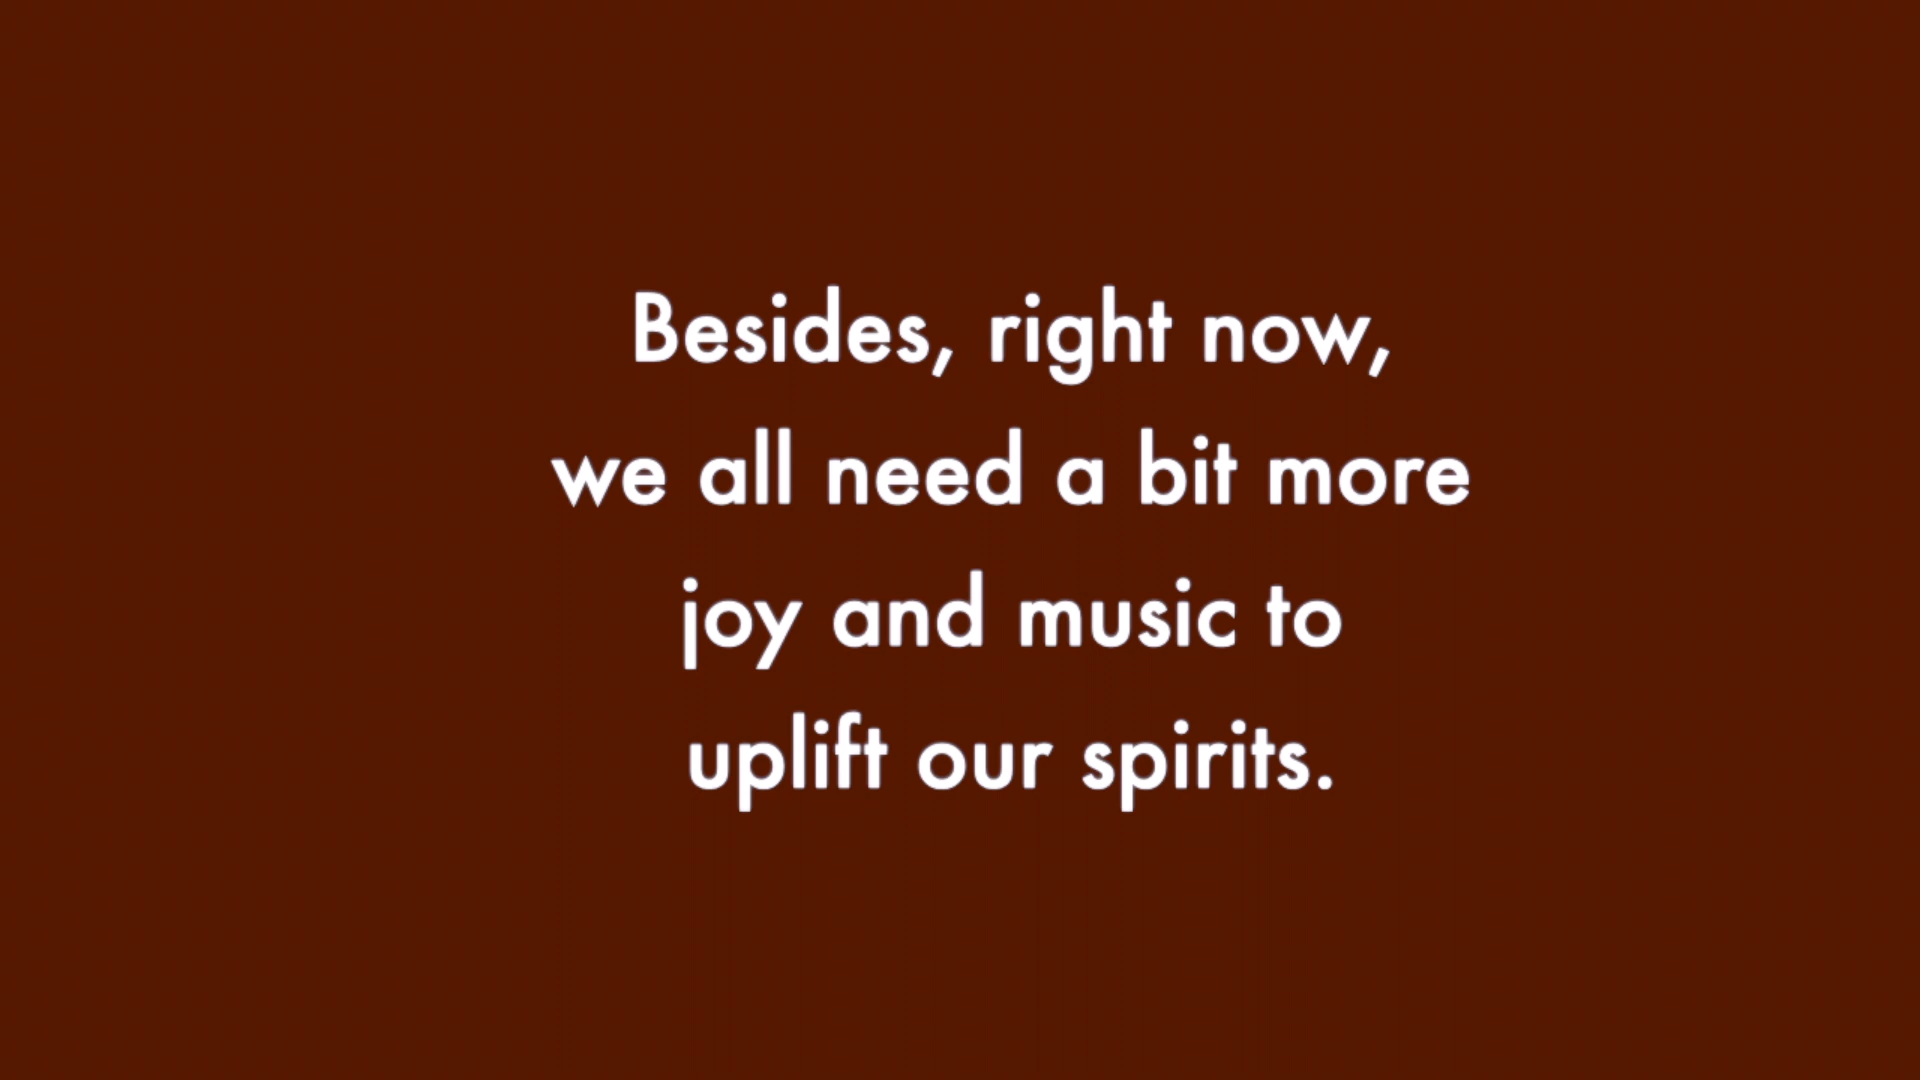 Besides, right now,
we all need a bit more
joy and music to
uplift our spirits.